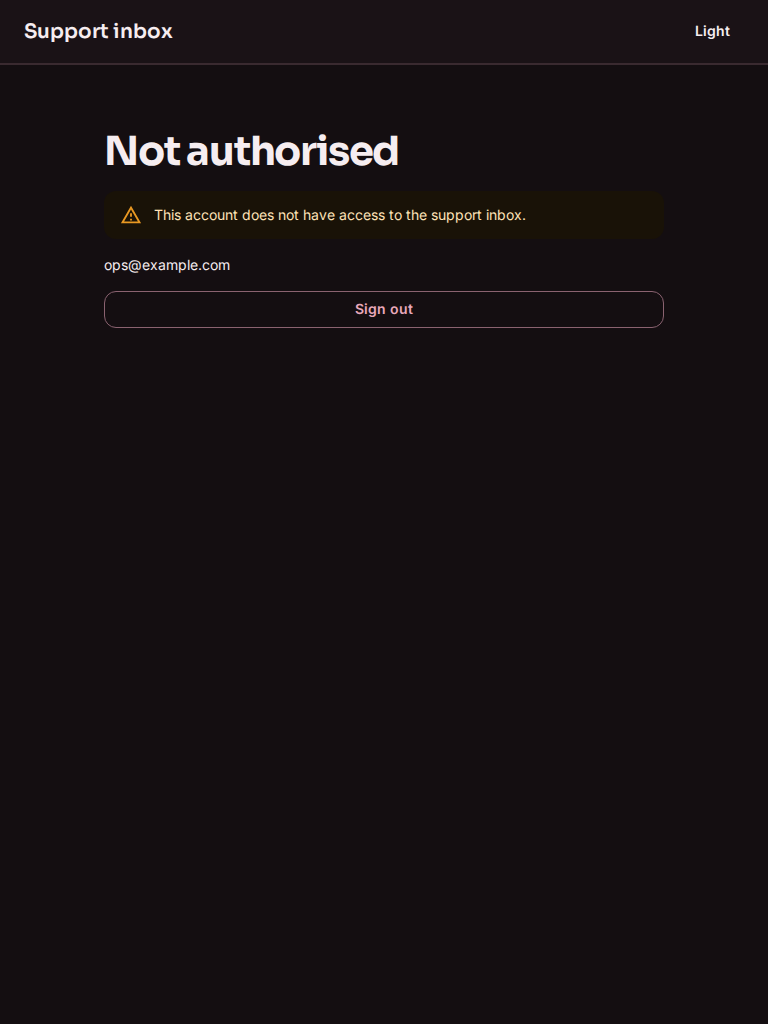 Support inbox
Light
Not authorised
This account does not have access to the support inbox.
ops@example.com
Sign out